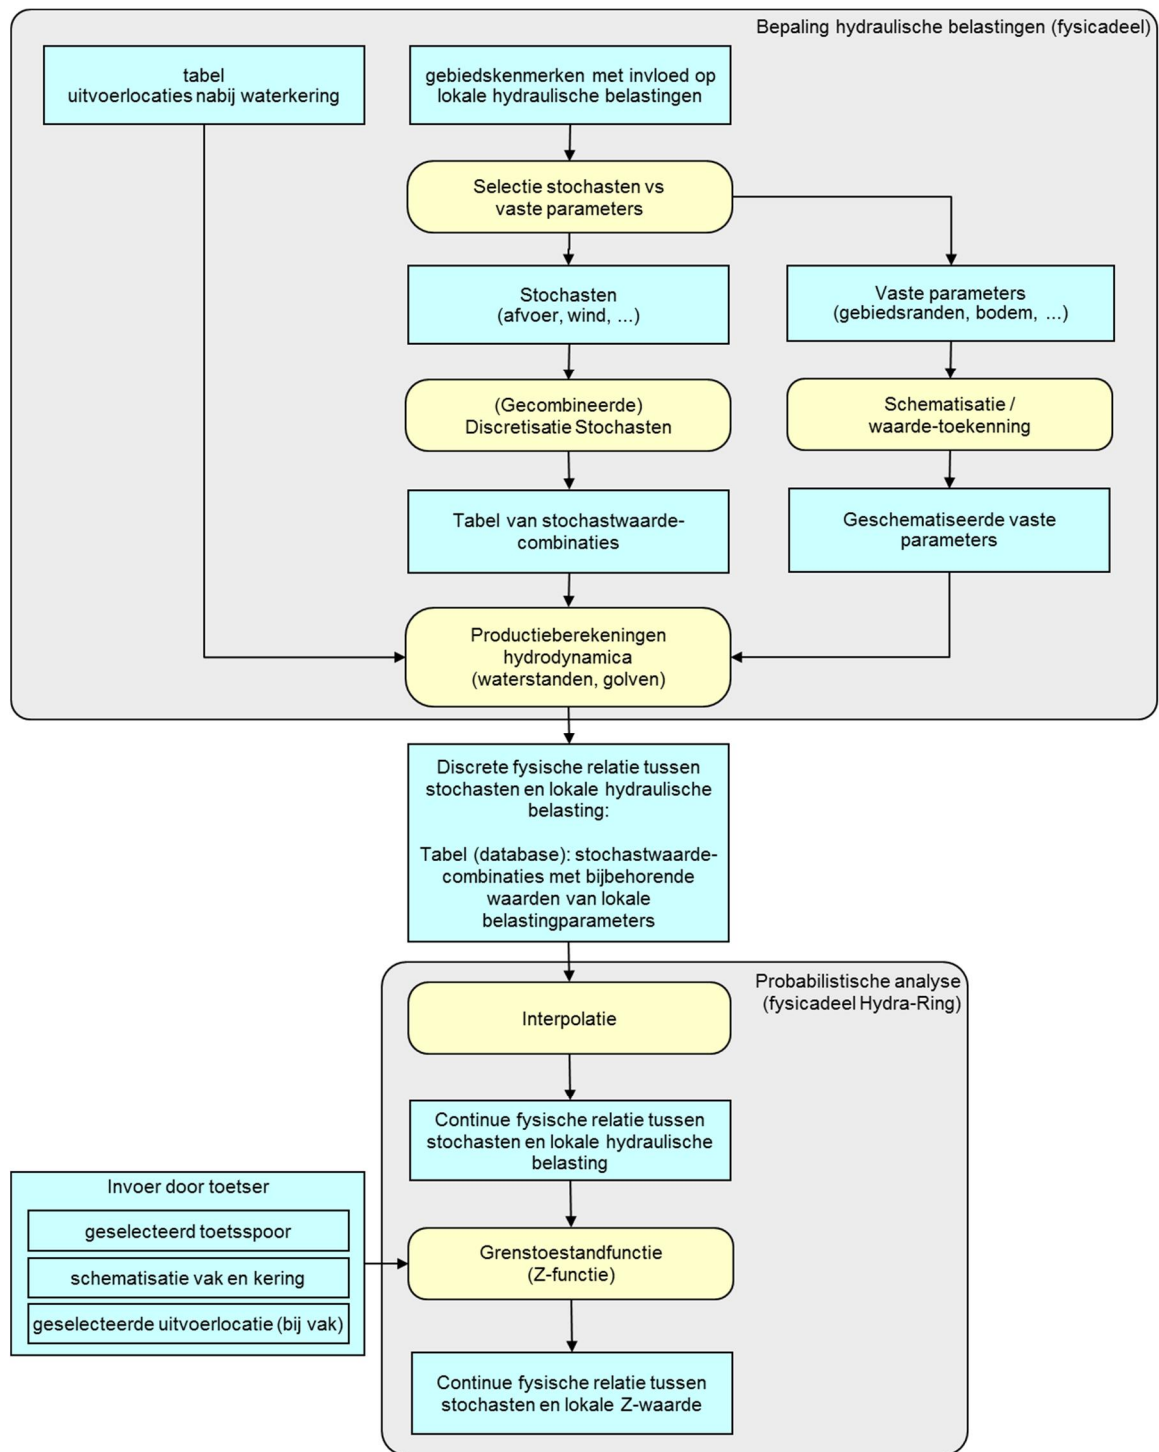 Bepaling hydraulische belastingen (fysicadeel)
tabel
uitvoerlocaties nabij waterkering
gebiedskenmerken met invloed op
lokale hydraulische belastingen
Selectie stochasten vs
vaste parameters
Stochasten
(afvoer, wind, ...)
Vaste parameters
(gebiedsranden, bodem, ...)
(Gecombineerde)
Discretisatie Stochasten
Schematisatie /
waarde-toekenning
Tabel van stochastwaarde-
combinaties
Geschematiseerde vaste
parameters
Productieberekeningen
hydrodynamica
(waterstanden, golven)
Discrete fysische relatie tussen
stochasten en lokale hydraulische
belasting:
Tabel (database): stochastwaarde-
combinaties met bijbehorende
waarden van lokale
belastingparameters
Probabilistische analyse
(fysicadeel Hydra-Ring)
Interpolatie
Continue fysische relatie tussen
stochasten en lokale hydraulische
belasting
Invoer door toetser
geselecteerd toetsspoor
schematisatie vak en kering
geselecteerde uitvoerlocatie (bij vak)
Grenstoestandfunctie
(Z-functie)
Continue fysische relatie tussen
stochasten en lokale Z-waarde